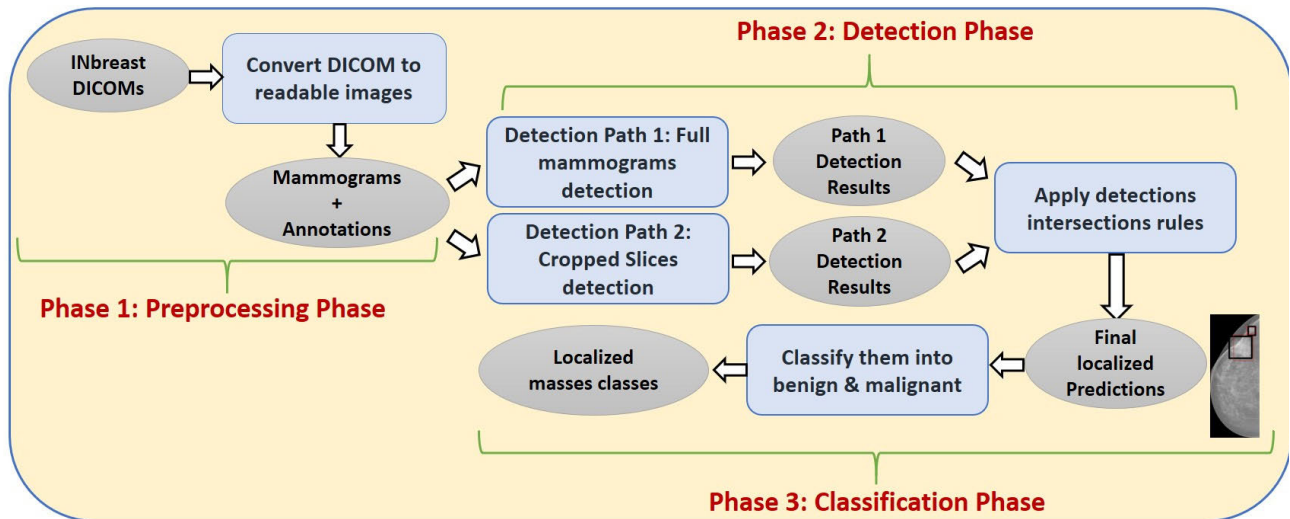 Phase 2: Detection Phase
INbreast
DICOMs
Convert DICOM to
readable images
Mammograms
+
Annotations
Phase 1: Preprocessing Phase
Detection Path 1: Full
mammograms
detection
Path 1
Detection
Results
Detection Path 2:
Cropped Slices
detection
Path 2
Detection
Results
Apply detections
intersections rules
Final
localized
Predictions
Classify them into
benign & malignant
Localized
masses classes
Phase 3: Classification Phase